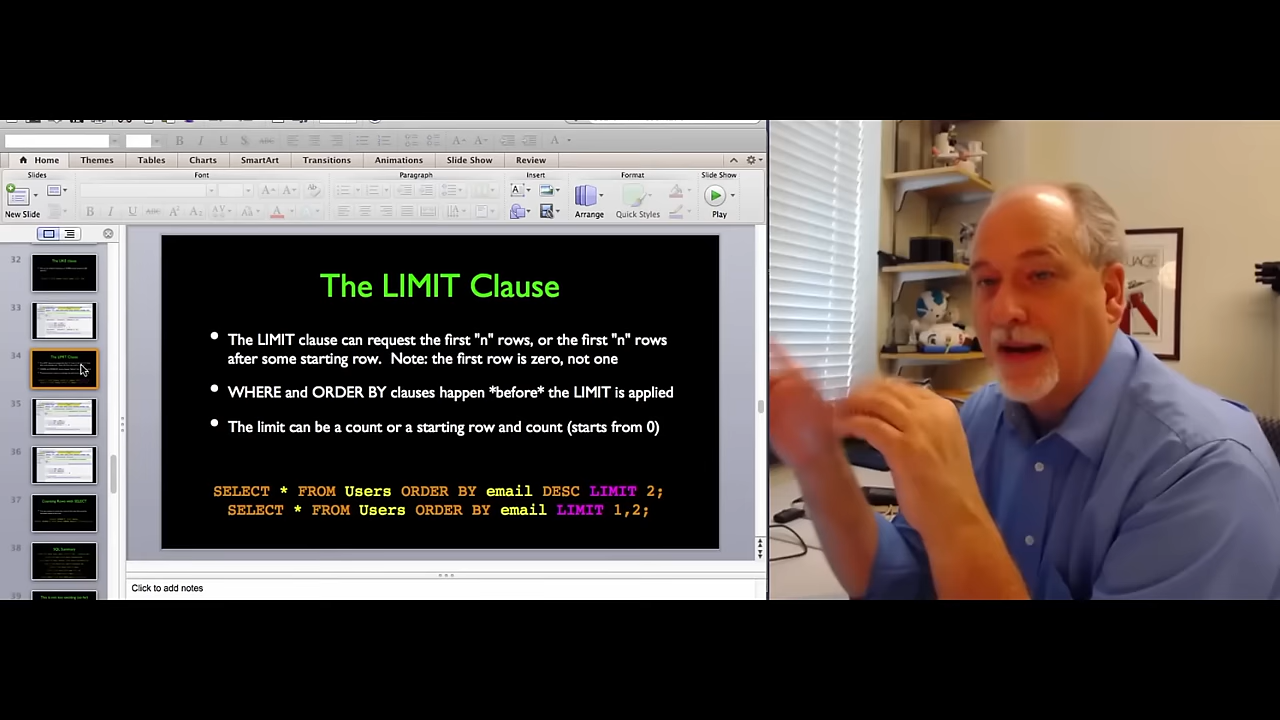 Home Themes Tables Charts SmartArt Transitions Animations Slide Show Review
Slides Font Paragraph Insert Format Slide Show
New Slide Arrange Quick Styles Play
32
33
34
35
36
37
38
The LIMIT Clause
The LIMIT Clause
• The LIMIT clause can request the first "n" rows, or the first "n" rows
after some starting row. Note: the first row is zero, not one
• WHERE and ORDER BY clauses happen *before* the LIMIT is applied
• The limit can be a count or a starting row and count (starts from 0)
SELECT * FROM Users ORDER BY email DESC LIMIT 2;
SELECT * FROM Users ORDER BY email LIMIT 1,2;
Click to add notes
UAGE